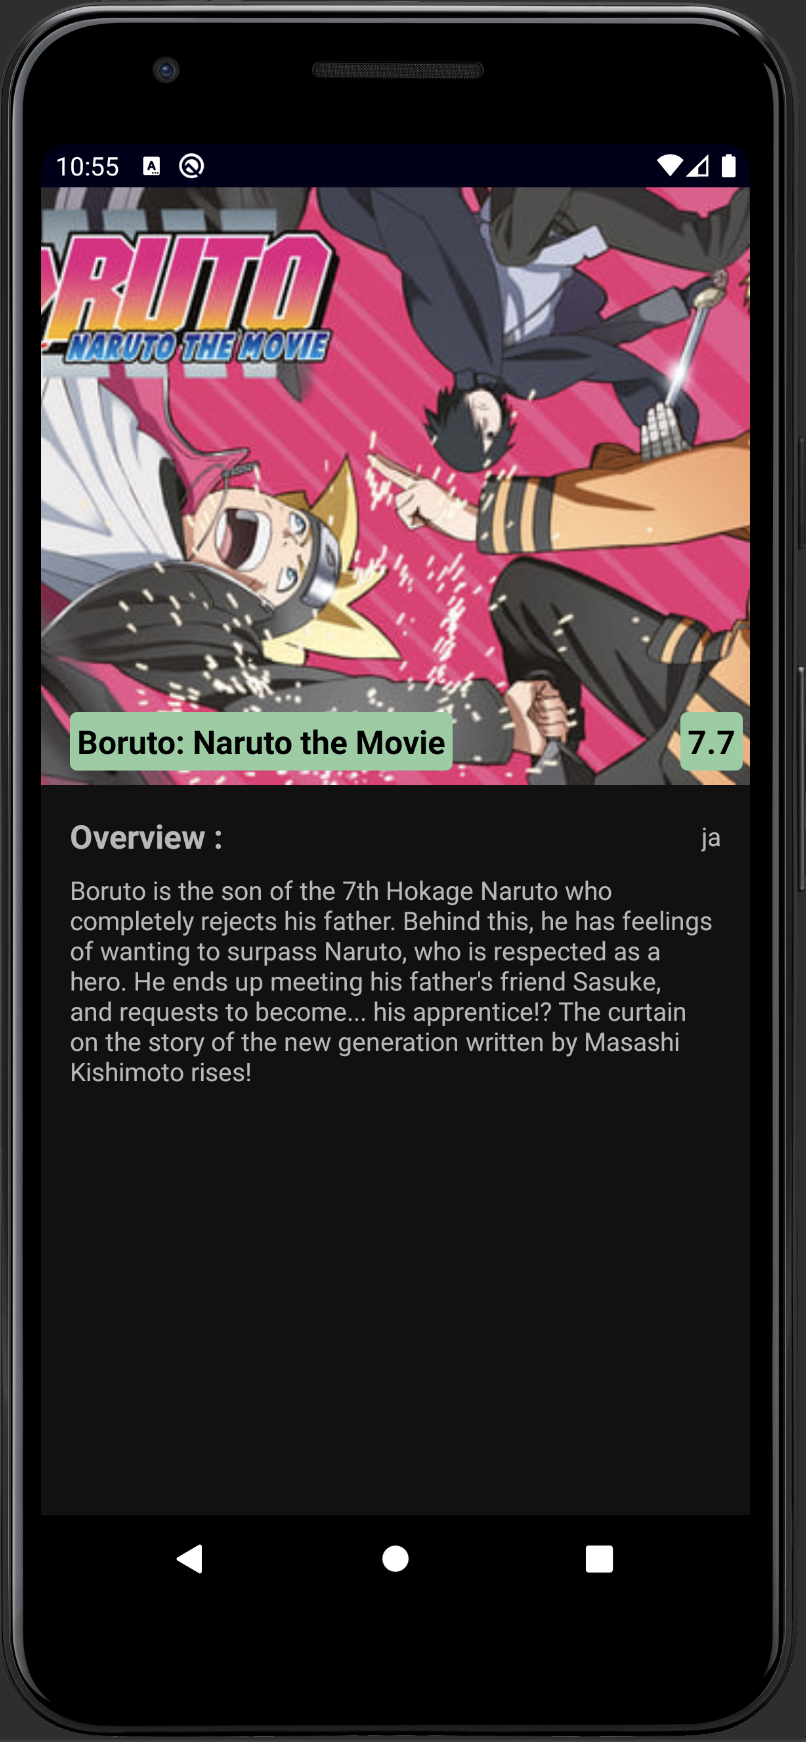 10:55
RUTO
NARUTO THE MOVIE
Boruto: Naruto the Movie
7.7
Overview :
ja
Boruto is the son of the 7th Hokage Naruto who
completely rejects his father. Behind this, he has feelings
of wanting to surpass Naruto, who is respected as a
hero. He ends up meeting his father's friend Sasuke,
and requests to become... his apprentice!? The curtain
on the story of the new generation written by Masashi
Kishimoto rises!